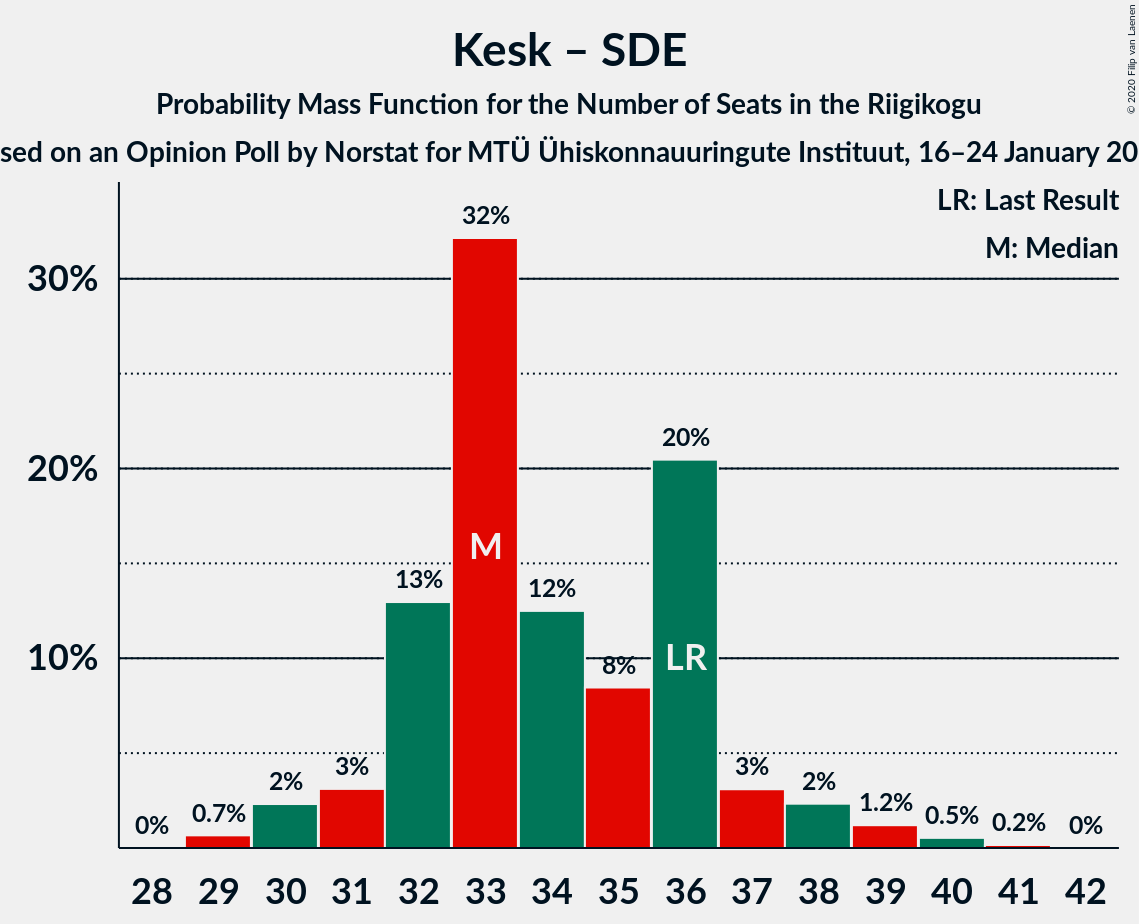 Kesk – SDE
Probability Mass Function for the Number of Seats in the Riigikogu
sed on an Opinion Poll by Norstat for MTÜ Ühiskonnauuringute Instituut, 16–24 January 20
© 2020 Filip van Laenen
LR: Last Result
M: Median
30%
20%
10%
0%
0.7%
2%
3%
13%
32%
12%
8%
20%
3%
2%
1.2%
0.5%
0.2%
0%
M
LR
28 29 30 31 32 33 34 35 36 37 38 39 40 41 42